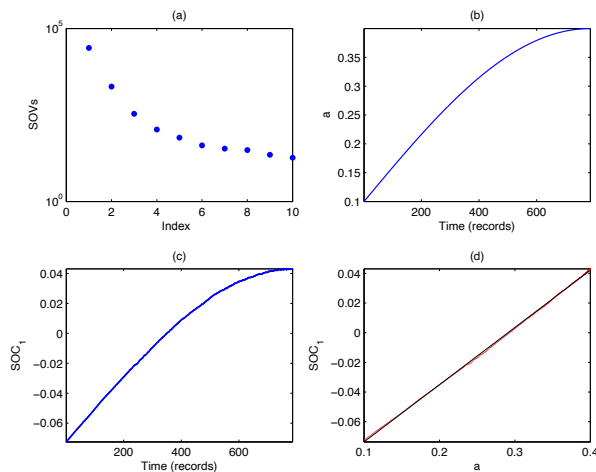 (a)
10^5
10^0
SOVs
0 2 4 6 8 10
Index
(b)
0.35
0.3
0.25
0.2
0.15
0.1
a
200 400 600
Time (records)
(c)
0.04
0.02
0
−0.02
−0.04
−0.06
SOC_1
200 400 600
Time (records)
(d)
0.04
0.02
0
−0.02
−0.04
−0.06
SOC_1
0.1 0.2 0.3 0.4
a